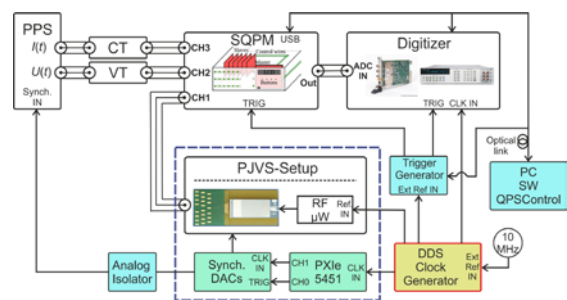 PPS
I(t)
U(t)
Synch.
IN
CT
VT
SQPM
USB
CH3
CH2
CH1
Out
TRIG
Digitizer
ADC
IN
TRIG
CLK IN
Optical
link
PJVS-Setup
RF
µW
Ref
IN
Trigger
Generator
Ext Ref IN
PC
SW
QPSControl
Analog
Isolator
Synch.
DACs
CLK
IN
TRIG
CH1
CH0
PXIe
5451
CLK
IN
DDS
Clock
Generator
Ext
Ref
IN
10
MHz